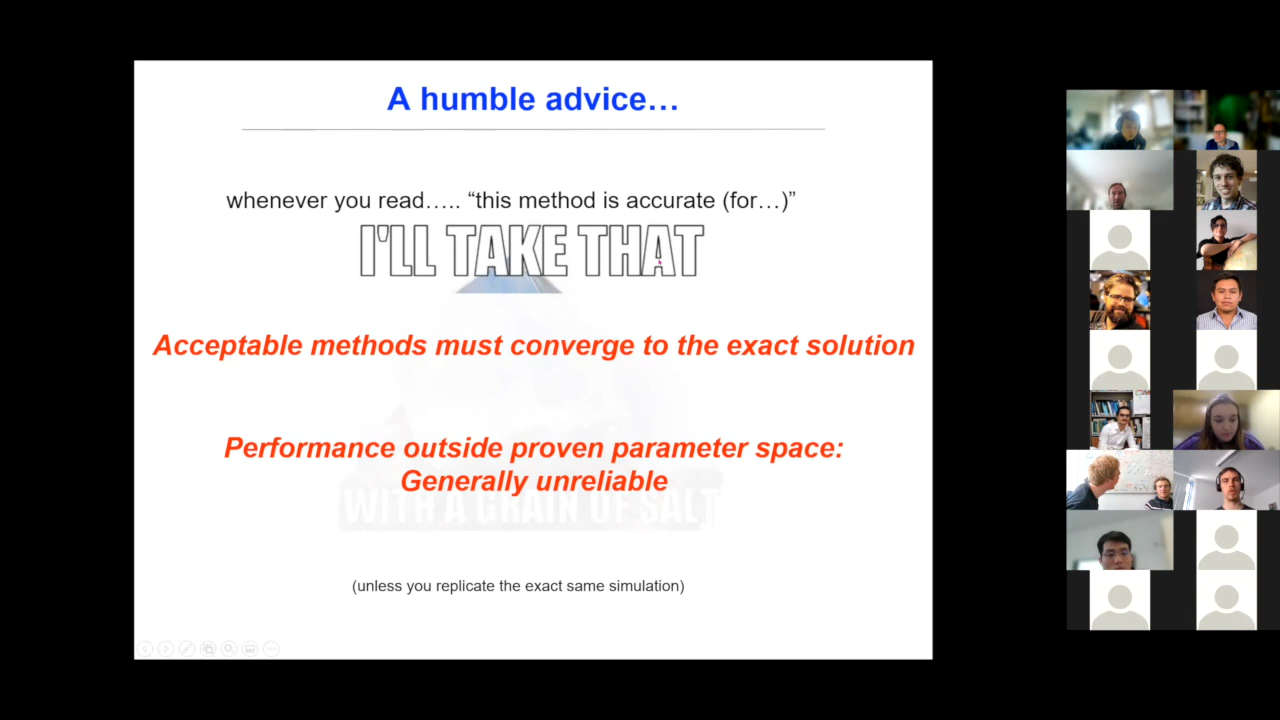 A humble advice…
whenever you read….. “this method is accurate (for…)”
I'LL TAKE THAT
Acceptable methods must converge to the exact solution
Performance outside proven parameter space:
Generally unreliable
WITH A GRAIN OF SALT
(unless you replicate the exact same simulation)